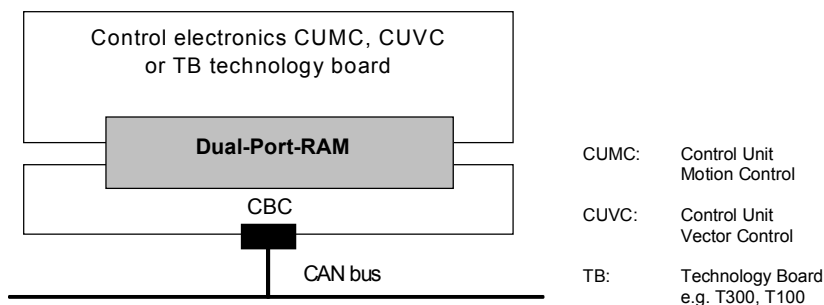 Control electronics CUMC, CUVC
or TB technology board
Dual-Port-RAM
CBC
CAN bus
CUMC: Control Unit
Motion Control
CUVC: Control Unit
Vector Control
TB: Technology Board
e.g. T300, T100